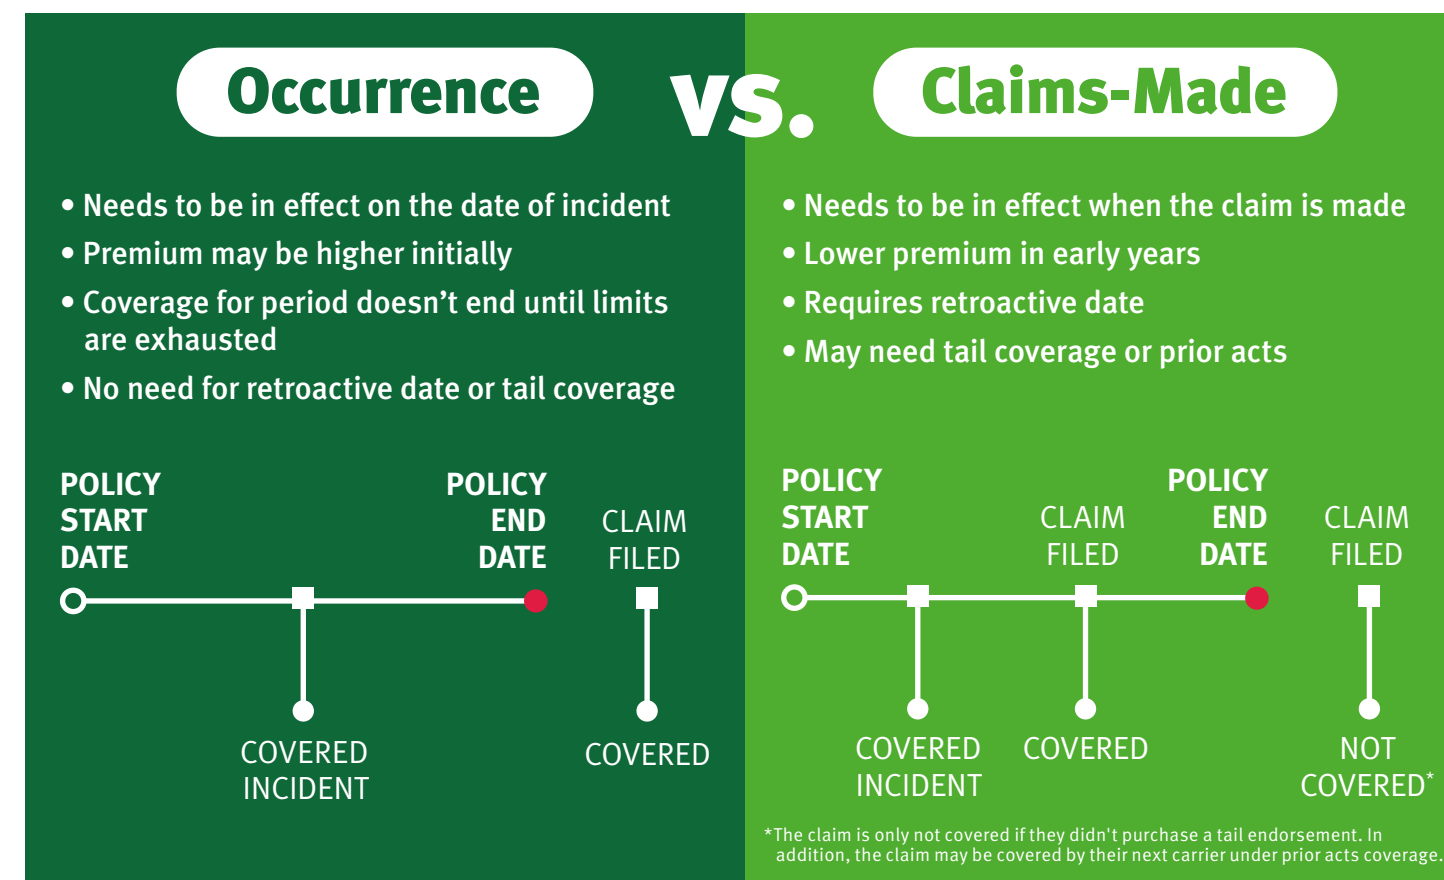 Occurrence
vs.
Claims-Made
• Needs to be in effect on the date of incident
• Premium may be higher initially
• Coverage for period doesn’t end until limits
are exhausted
• No need for retroactive date or tail coverage
POLICY
START
DATE
POLICY
END
DATE
CLAIM
FILED
COVERED
INCIDENT
COVERED
• Needs to be in effect when the claim is made
• Lower premium in early years
• Requires retroactive date
• May need tail coverage or prior acts
POLICY
START
DATE
CLAIM
FILED
POLICY
END
DATE
CLAIM
FILED
COVERED
INCIDENT
COVERED
NOT
COVERED*
*The claim is only not covered if they didn't purchase a tail endorsement. In
addition, the claim may be covered by their next carrier under prior acts coverage.